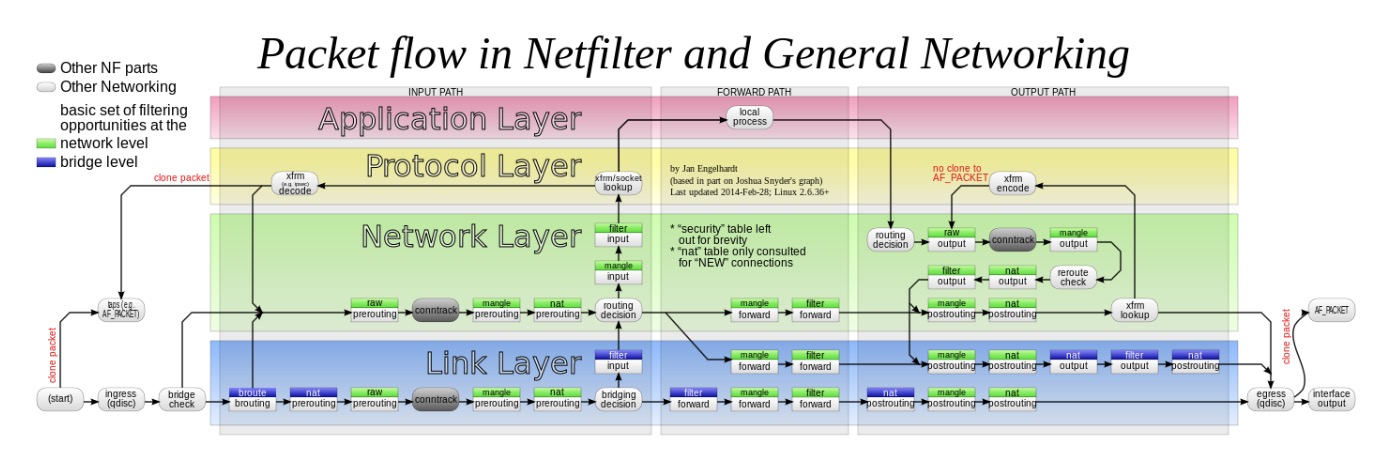 Packet flow in Netfilter and General Networking
Other NF parts
Other Networking
basic set of filtering
opportunities at the
network level
bridge level
INPUT PATH
FORWARD PATH
OUTPUT PATH
Application Layer
local
process
Protocol Layer
clone packet
xfrm
(e.g. ipsec)
decode
xfrm/socket
lookup
by Jan Engelhardt
(based in part on Joshua Snyder's graph)
Last updated 2014-Feb-28; Linux 2.6.36+
no clone to
AF_PACKET
xfrm
encode
Network Layer
filter
input
mangle
input
* “security” table left
out for brevity
* “nat” table only consulted
for “NEW” connections
routing
decision
raw
output
conntrack
mangle
output
filter
output
nat
output
reroute
check
taps (e.g.
AF_PACKET)
raw
prerouting
conntrack
mangle
prerouting
nat
prerouting
routing
decision
mangle
forward
filter
forward
mangle
postrouting
nat
postrouting
xfrm
lookup
AF_PACKET
clone packet
clone packet
Link Layer
filter
input
mangle
forward
filter
forward
mangle
postrouting
nat
postrouting
nat
output
filter
output
nat
postrouting
(start)
ingress
(qdisc)
bridge
check
broute
brouting
nat
prerouting
raw
prerouting
conntrack
mangle
prerouting
nat
prerouting
bridging
decision
filter
forward
mangle
forward
filter
forward
nat
postrouting
mangle
postrouting
nat
postrouting
egress
(qdisc)
interface
output